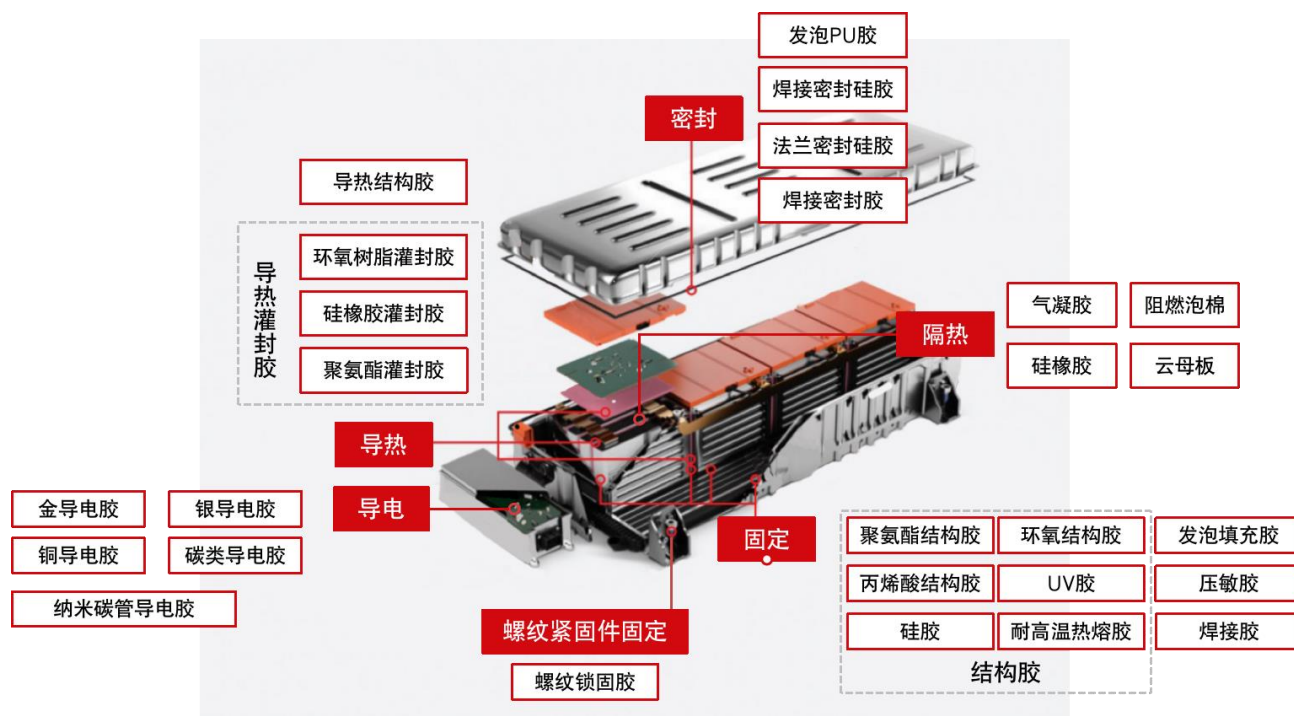 发泡PU胶
焊接密封硅胶
密封
法兰密封硅胶
焊接密封胶
导热结构胶
导热灌封胶
环氧树脂灌封胶
硅橡胶灌封胶
聚氨酯灌封胶
气凝胶
阻燃泡棉
隔热
硅橡胶
云母板
导热
导电
金导电胶
银导电胶
铜导电胶
碳类导电胶
纳米碳管导电胶
固定
聚氨酯结构胶
环氧结构胶
发泡填充胶
丙烯酸结构胶
UV胶
压敏胶
硅胶
耐高温热熔胶
焊接胶
结构胶
螺纹紧固件固定
螺纹锁固胶